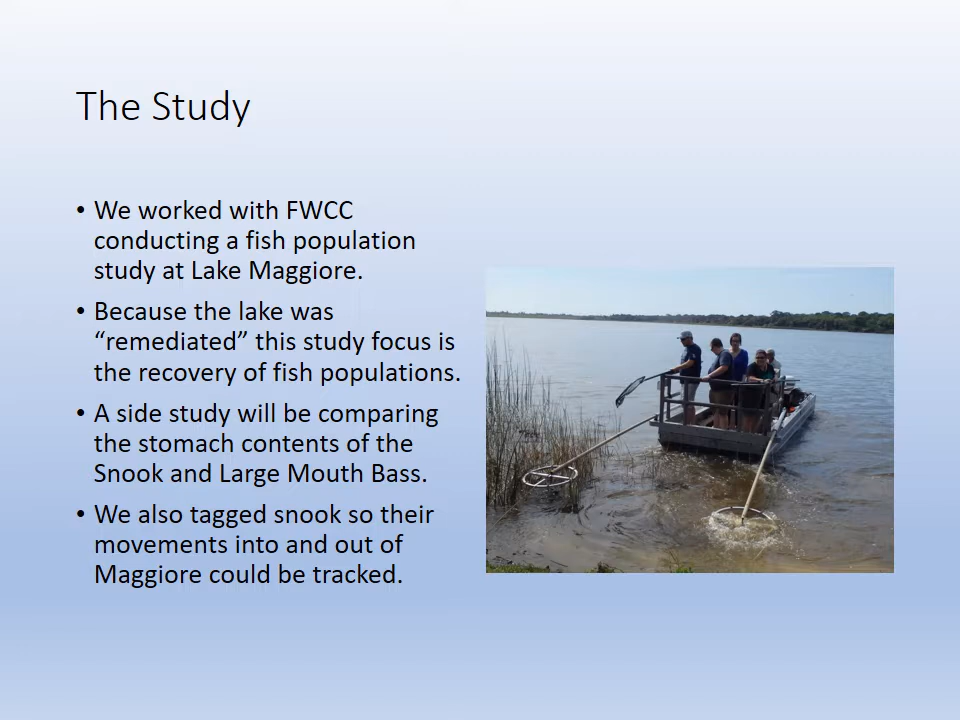 The Study
• We worked with FWCC
conducting a fish population
study at Lake Maggiore.
• Because the lake was
“remediated” this study focus is
the recovery of fish populations.
• A side study will be comparing
the stomach contents of the
Snook and Large Mouth Bass.
• We also tagged snook so their
movements into and out of
Maggiore could be tracked.